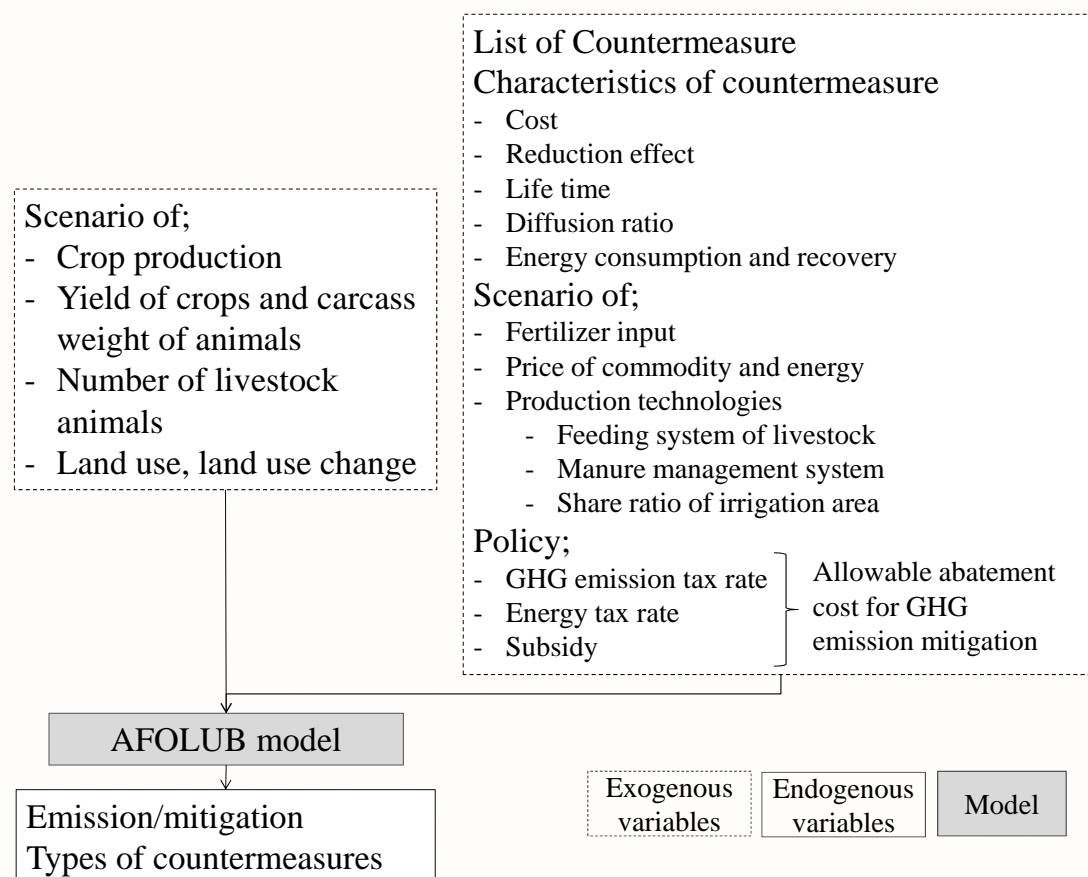 List of Countermeasure
Characteristics of countermeasure
- Cost
- Reduction effect
- Life time
- Diffusion ratio
- Energy consumption and recovery
Scenario of;
- Fertilizer input
- Price of commodity and energy
- Production technologies
- Feeding system of livestock
- Manure management system
- Share ratio of irrigation area
Policy;
- GHG emission tax rate
- Energy tax rate
- Subsidy
Allowable abatement
cost for GHG
emission mitigation
Scenario of;
- Crop production
- Yield of crops and carcass
weight of animals
- Number of livestock
animals
- Land use, land use change
AFOLUB model
Emission/mitigation
Types of countermeasures
Exogenous
variables
Endogenous
variables
Model